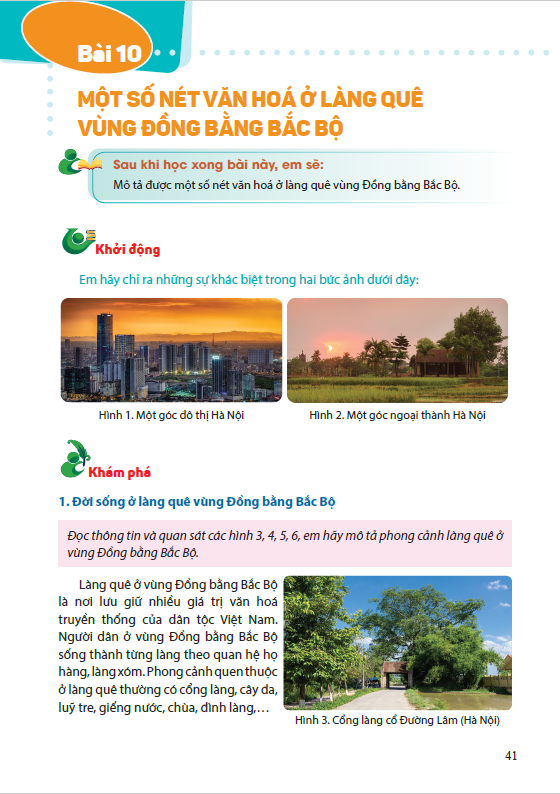 Bài 10
MỘT SỐ NÉT VĂN HOÁ Ở LÀNG QUÊ
VÙNG ĐỒNG BẰNG BẮC BỘ
Sau khi học xong bài này, em sẽ:
Mô tả được một số nét văn hoá ở làng quê vùng Đồng bằng Bắc Bộ.
Khởi động
Em hãy chỉ ra những sự khác biệt trong hai bức ảnh dưới đây:
Hình 1. Một góc đô thị Hà Nội
Hình 2. Một góc ngoại thành Hà Nội
Khám phá
1. Đời sống ở làng quê vùng Đồng bằng Bắc Bộ
Đọc thông tin và quan sát các hình 3, 4, 5, 6, em hãy mô tả phong cảnh làng quê ở
vùng Đồng bằng Bắc Bộ.
Làng quê ở vùng Đồng bằng Bắc Bộ
là nơi lưu giữ nhiều giá trị văn hoá
truyền thống của dân tộc Việt Nam.
Người dân ở vùng Đồng bằng Bắc Bộ
sống thành từng làng theo quan hệ họ
hàng, làng xóm. Phong cảnh quen thuộc
ở làng quê thường có cổng làng, cây đa,
luỹ tre, giếng nước, chùa, đình làng,…
Hình 3. Cổng làng cổ Đường Lâm (Hà Nội)
41